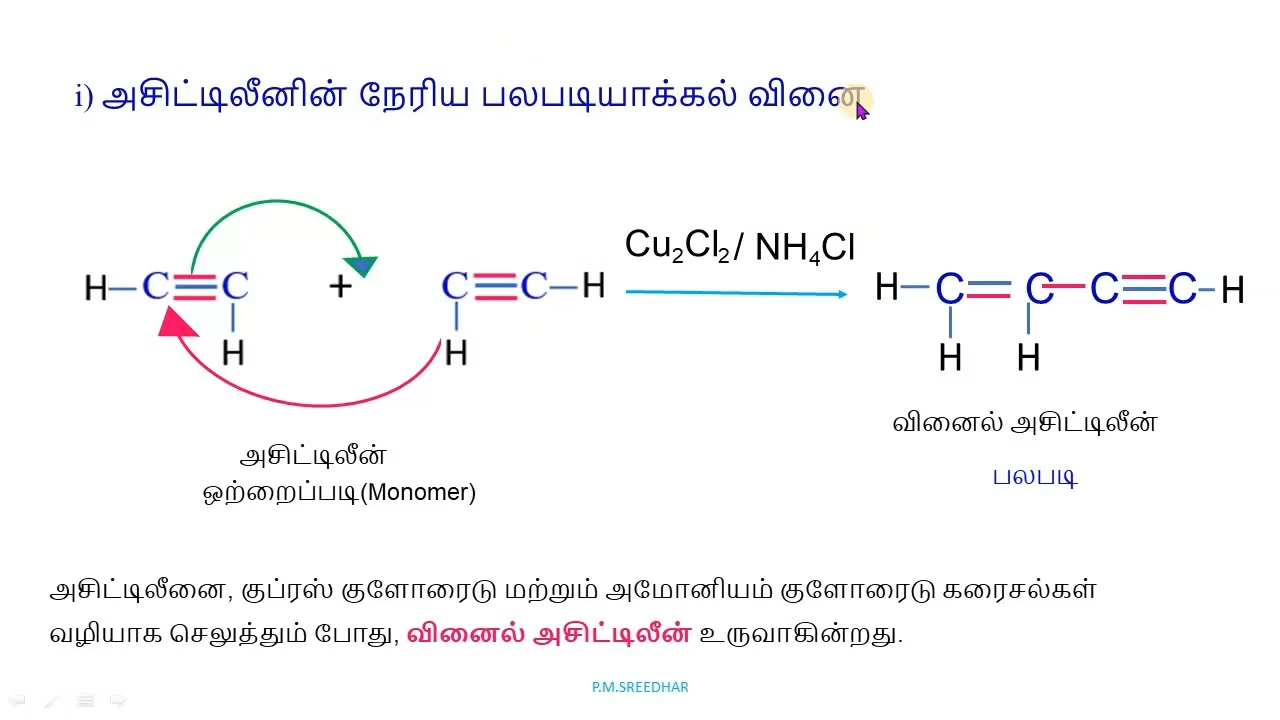 i) அசிட்டிலீனின் நேரிய பலபடியாக்கல் வினை
Cu₂Cl₂ / NH₄Cl
H–C≡C + C≡C–H H–C=C–C≡C–H
H H H H
அசிட்டிலீன்
ஒற்றைப்படி(Monomer)
வினைல் அசிட்டிலீன்
பலபடி
அசிட்டிலீனை, குப்ரஸ் குளோரைடு மற்றும் அமோனியம் குளோரைடு கரைசல்கள்
வழியாக செலுத்தும் போது, வினைல் அசிட்டிலீன் உருவாகின்றது.
P.M.SREEDHAR